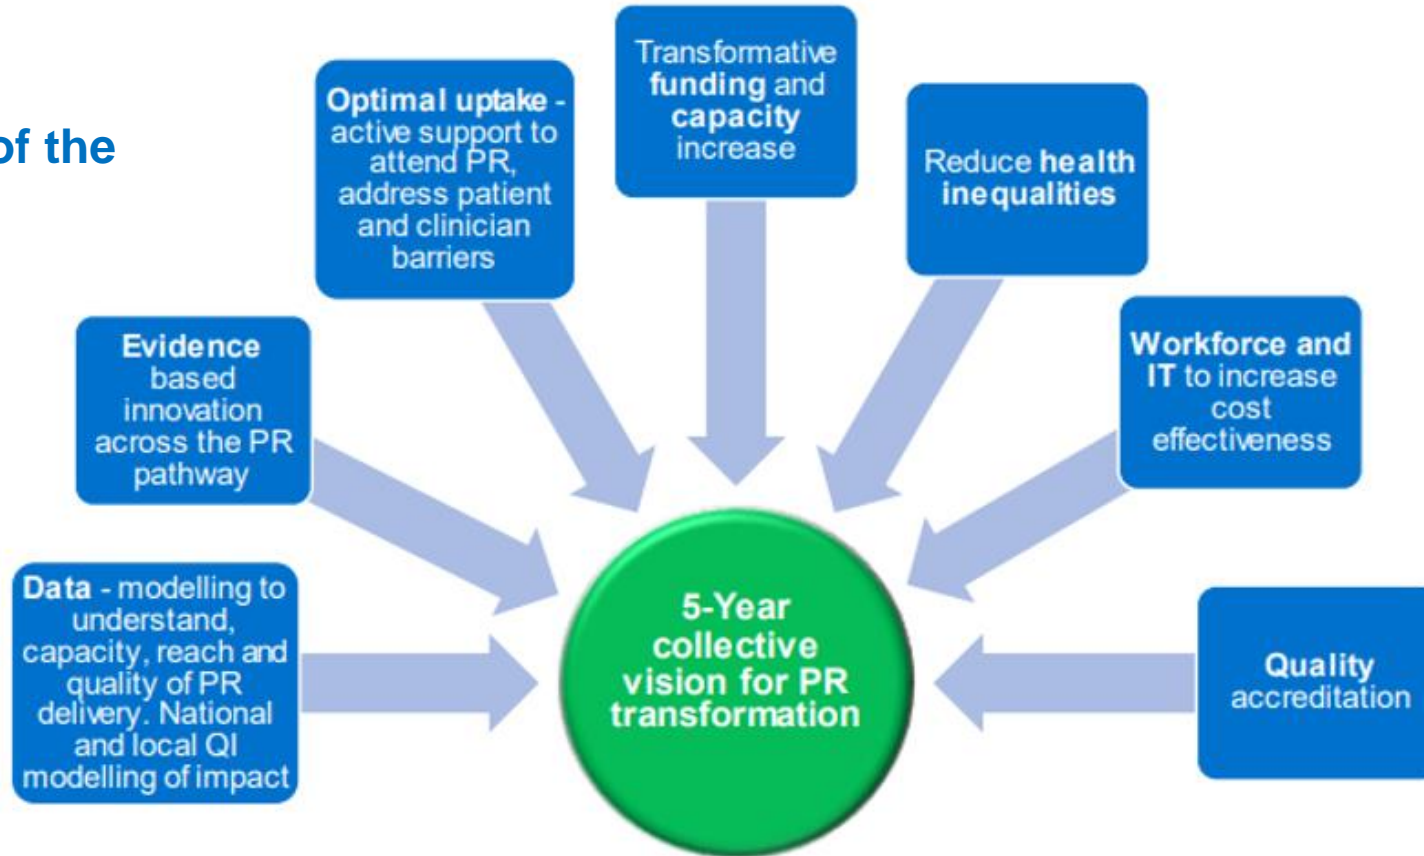 of the
Transformative
funding and
capacity
increase
Optimal uptake -
active support to
attend PR,
address patient
and clinician
barriers
Reduce health
inequalities
Evidence
based
innovation
across the PR
pathway
Workforce and
IT to increase
cost
effectiveness
Data - modelling to
understand,
capacity, reach and
quality of PR
delivery. National
and local QI
modelling of impact
5-Year
collective
vision for PR
transformation
Quality
accreditation